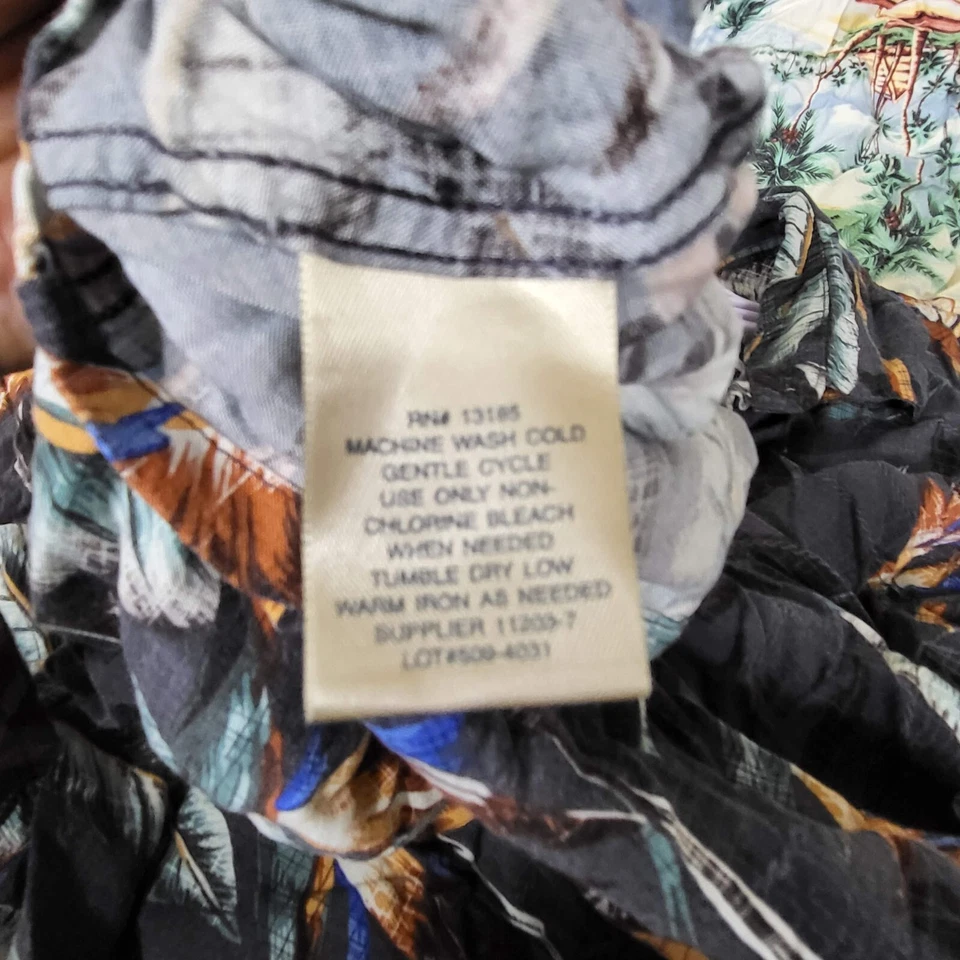 RN# 13185
MACHINE WASH COLD
GENTLE CYCLE
USE ONLY NON-
CHLORINE BLEACH
WHEN NEEDED
TUMBLE DRY LOW
WARM IRON AS NEEDED
SUPPLIER 11203-7
LOT#509-4031